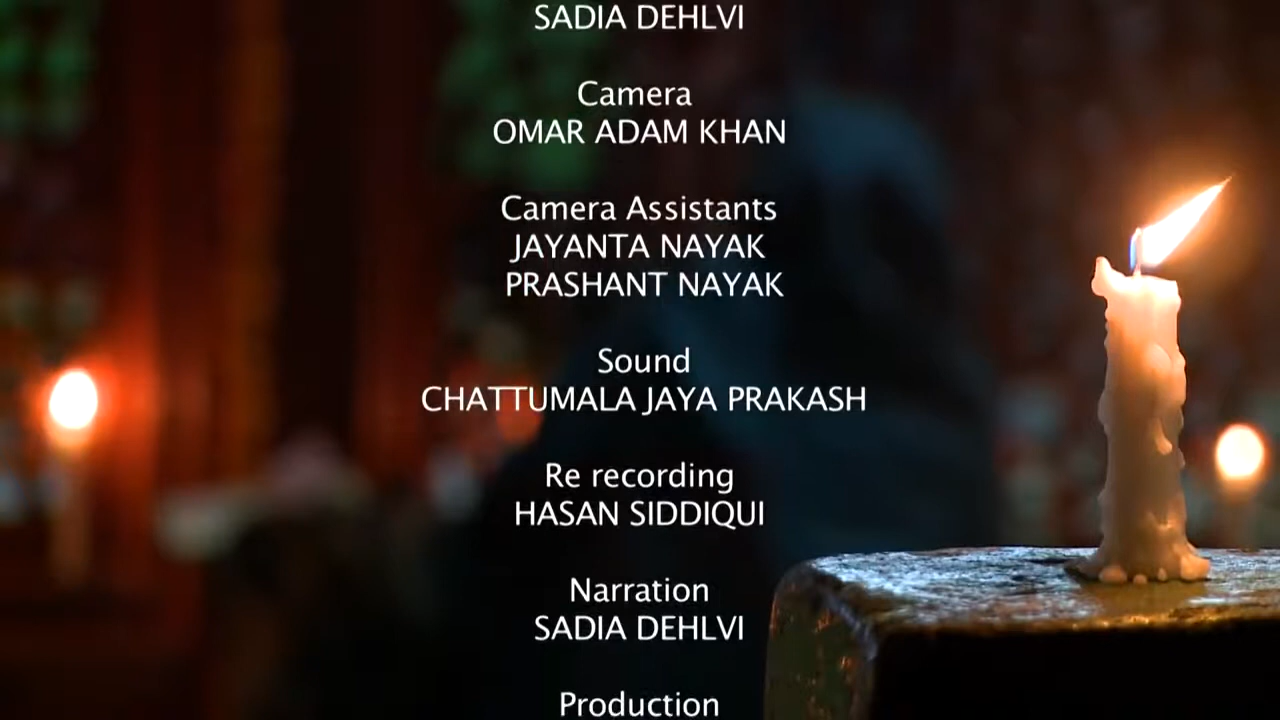 SADIA DEHLVI
Camera
OMAR ADAM KHAN
Camera Assistants
JAYANTA NAYAK
PRASHANT NAYAK
Sound
CHATTUMALA JAYA PRAKASH
Re recording
HASAN SIDDIQUI
Narration
SADIA DEHLVI
Production